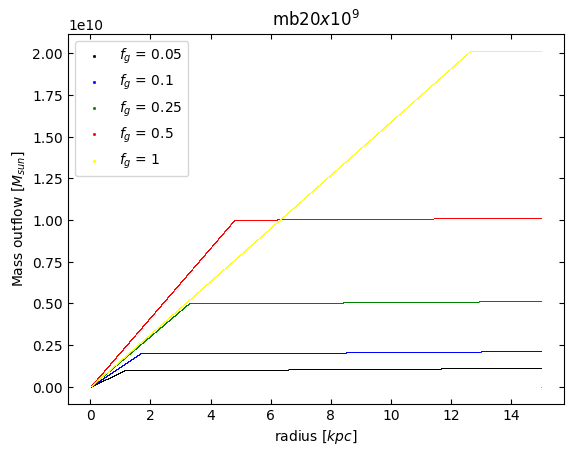 mb20x10⁹
1e10
2.00
1.75
1.50
1.25
1.00
0.75
0.50
0.25
0.00
Mass outflow [M_sun]
f_g = 0.05
f_g = 0.1
f_g = 0.25
f_g = 0.5
f_g = 1
0 2 4 6 8 10 12 14
radius [kpc]